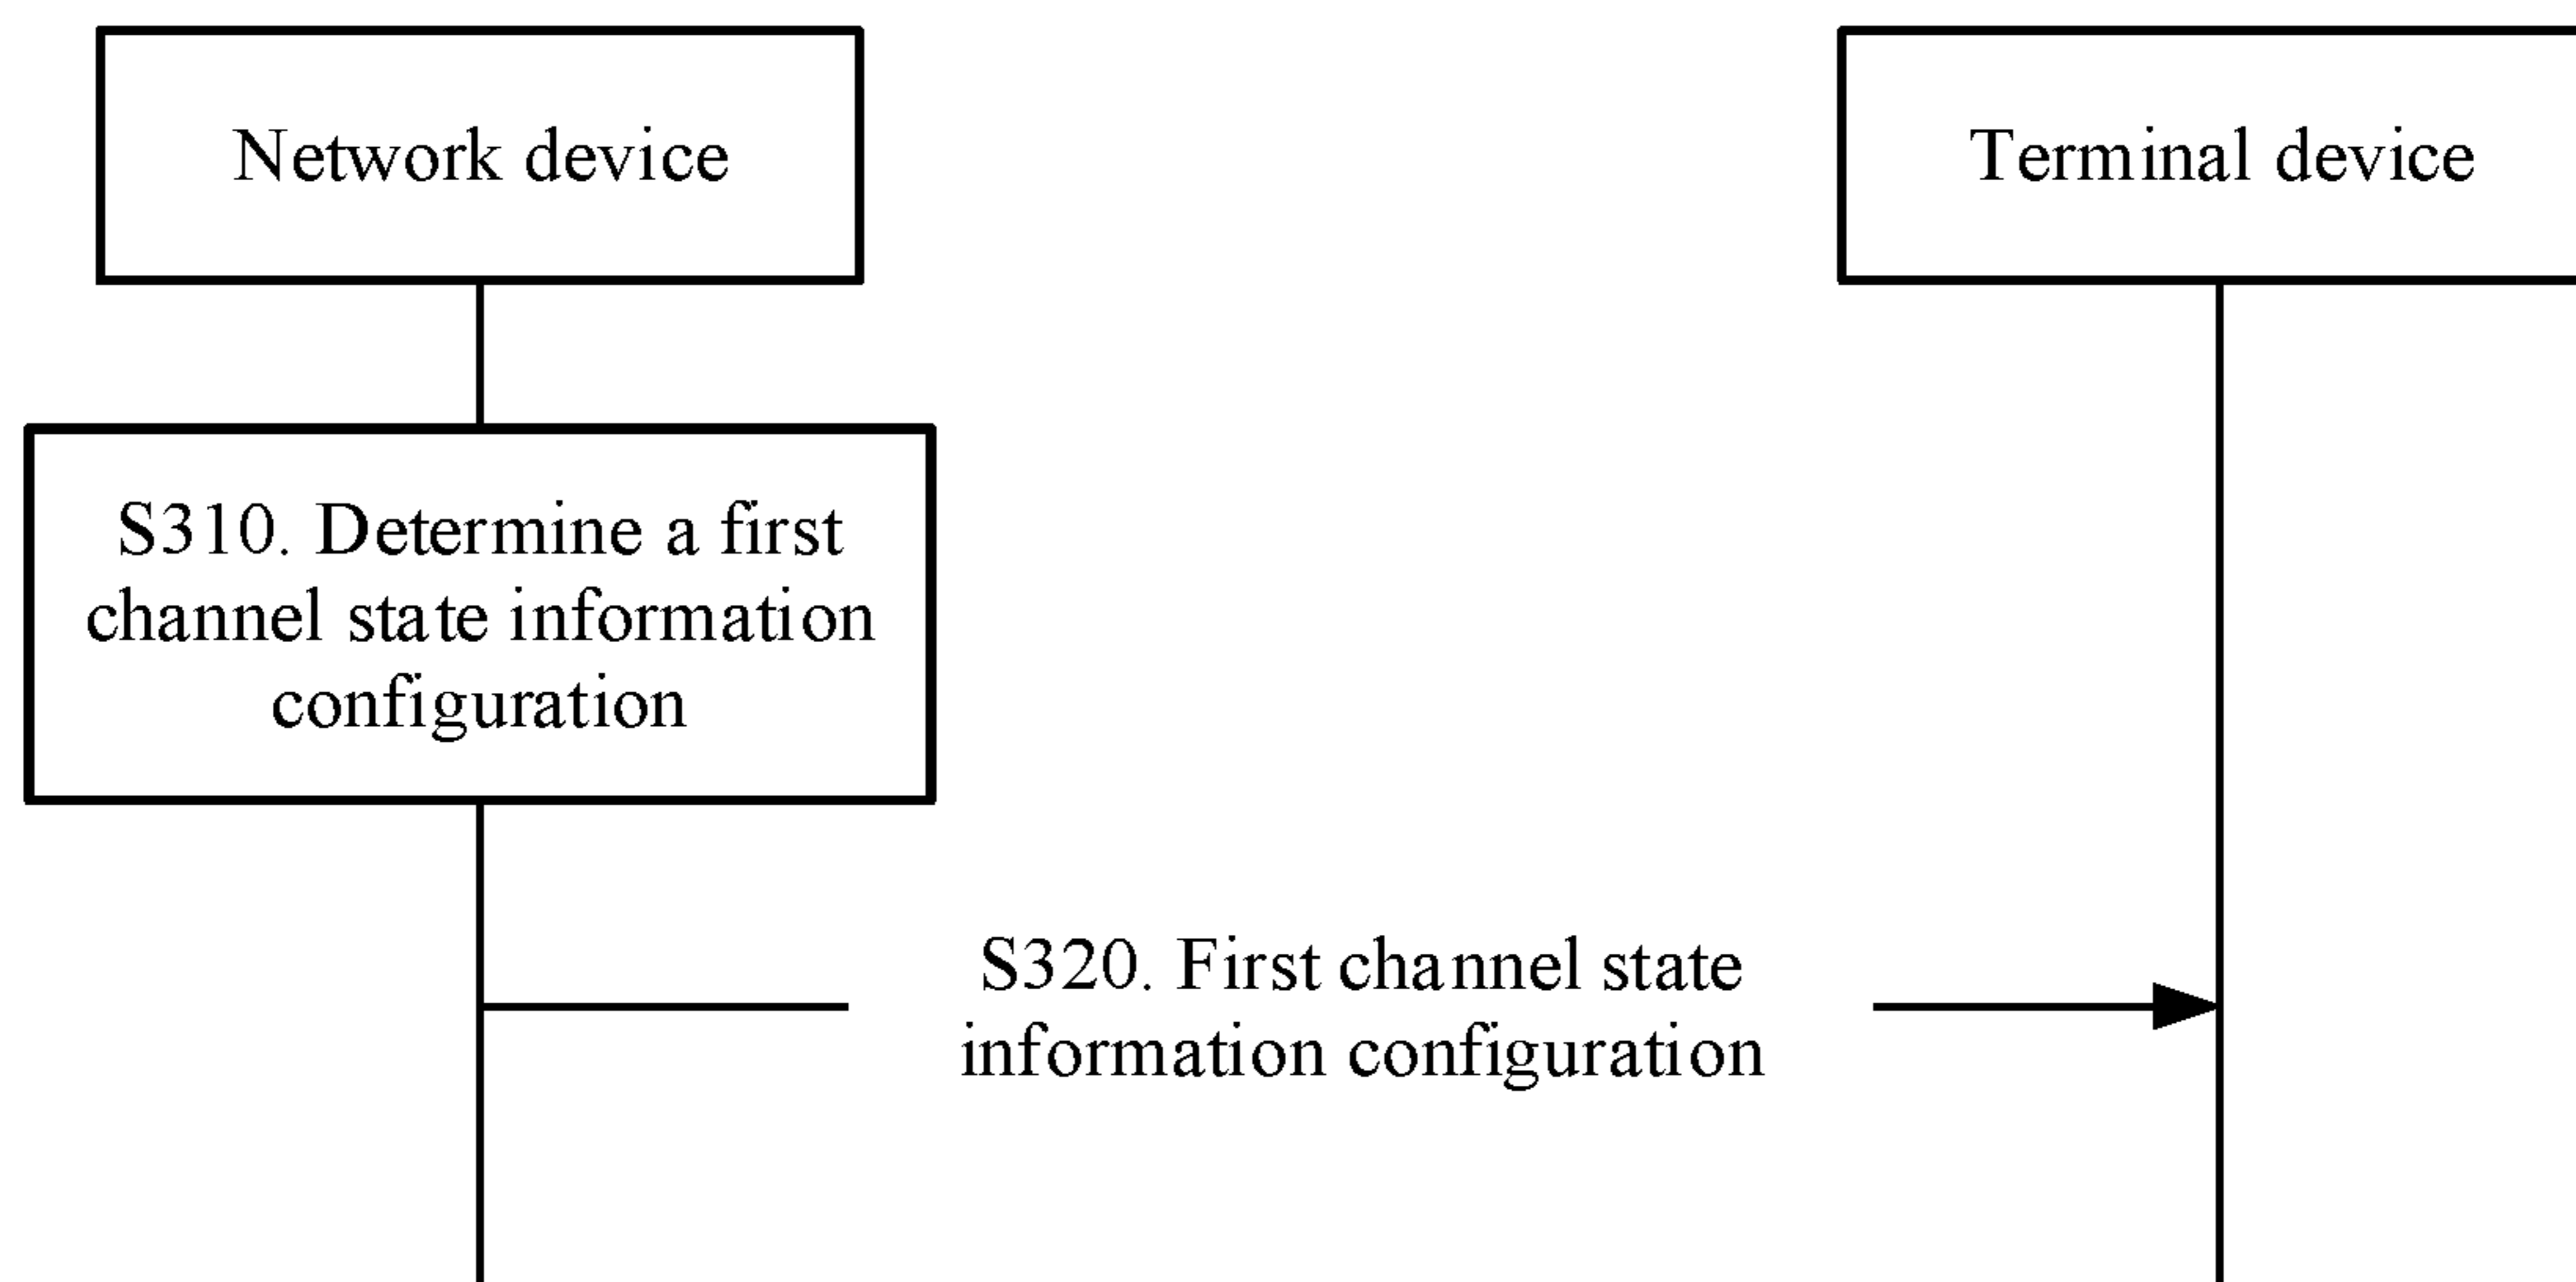 Network device
Terminal device
S310. Determine a first
channel state information
configuration
S320. First channel state
information configuration